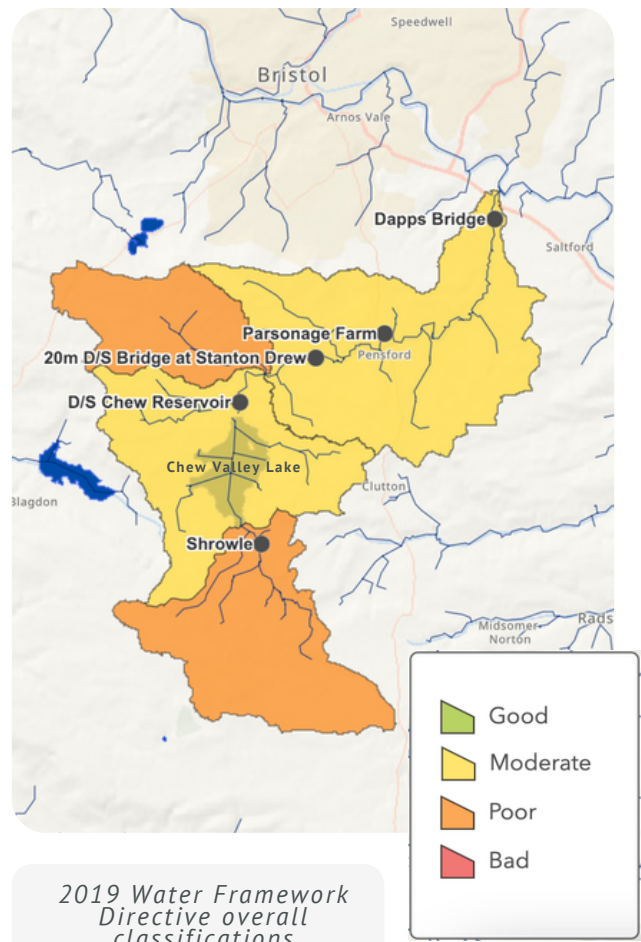 Speedwell
Bristol
Arnos Vale
Dapps Bridge
Saltford
Parsonage Farm
Pensford
20m D/S Bridge at Stanton Drew
D/S Chew Reservoir
Chew Valley Lake
Clutton
Blagdon
Shrowle
Midsomer
Norton
Rads
Good
Moderate
Poor
Bad
2019 Water Framework
Directive overall
classifications